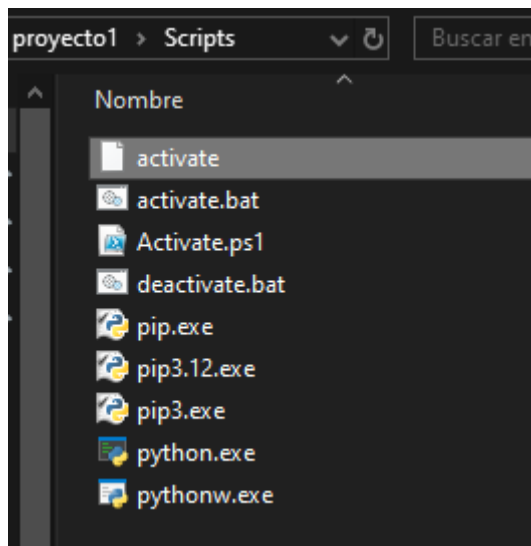 proyecto1 > Scripts
Buscar en
Nombre
activate
activate.bat
Activate.ps1
deactivate.bat
pip.exe
pip3.12.exe
pip3.exe
python.exe
pythonw.exe